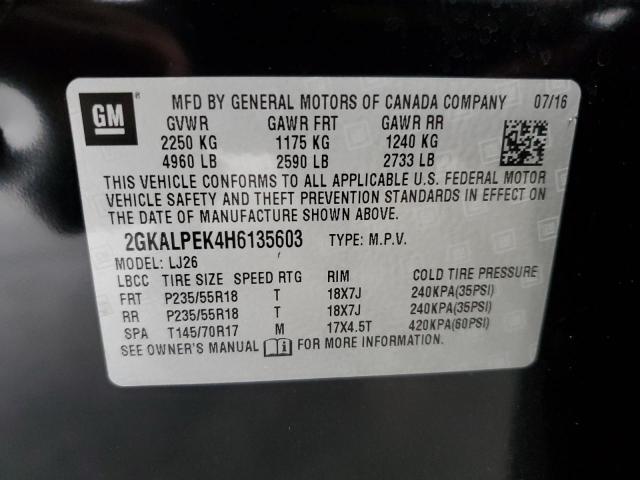 GM
MFD BY GENERAL MOTORS OF CANADA COMPANY 07/16
GVWR GAWR FRT GAWR RR
2250 KG 1175 KG 1240 KG
4960 LB 2590 LB 2733 LB
THIS VEHICLE CONFORMS TO ALL APPLICABLE U.S. FEDERAL MOTOR
VEHICLE SAFETY AND THEFT PREVENTION STANDARDS IN EFFECT ON
THE DATE OF MANUFACTURE SHOWN ABOVE.
2GKALPEK4H6135603 TYPE: M.P.V.
MODEL: LJ26
LBCC TIRE SIZE SPEED RTG RIM COLD TIRE PRESSURE
FRT P235/55R18 T 18X7J 240KPA(35PSI)
RR P235/55R18 T 18X7J 240KPA(35PSI)
SPA T145/70R17 M 17X4.5T 420KPA(60PSI)
SEE OWNER'S MANUAL FOR MORE INFORMATION.